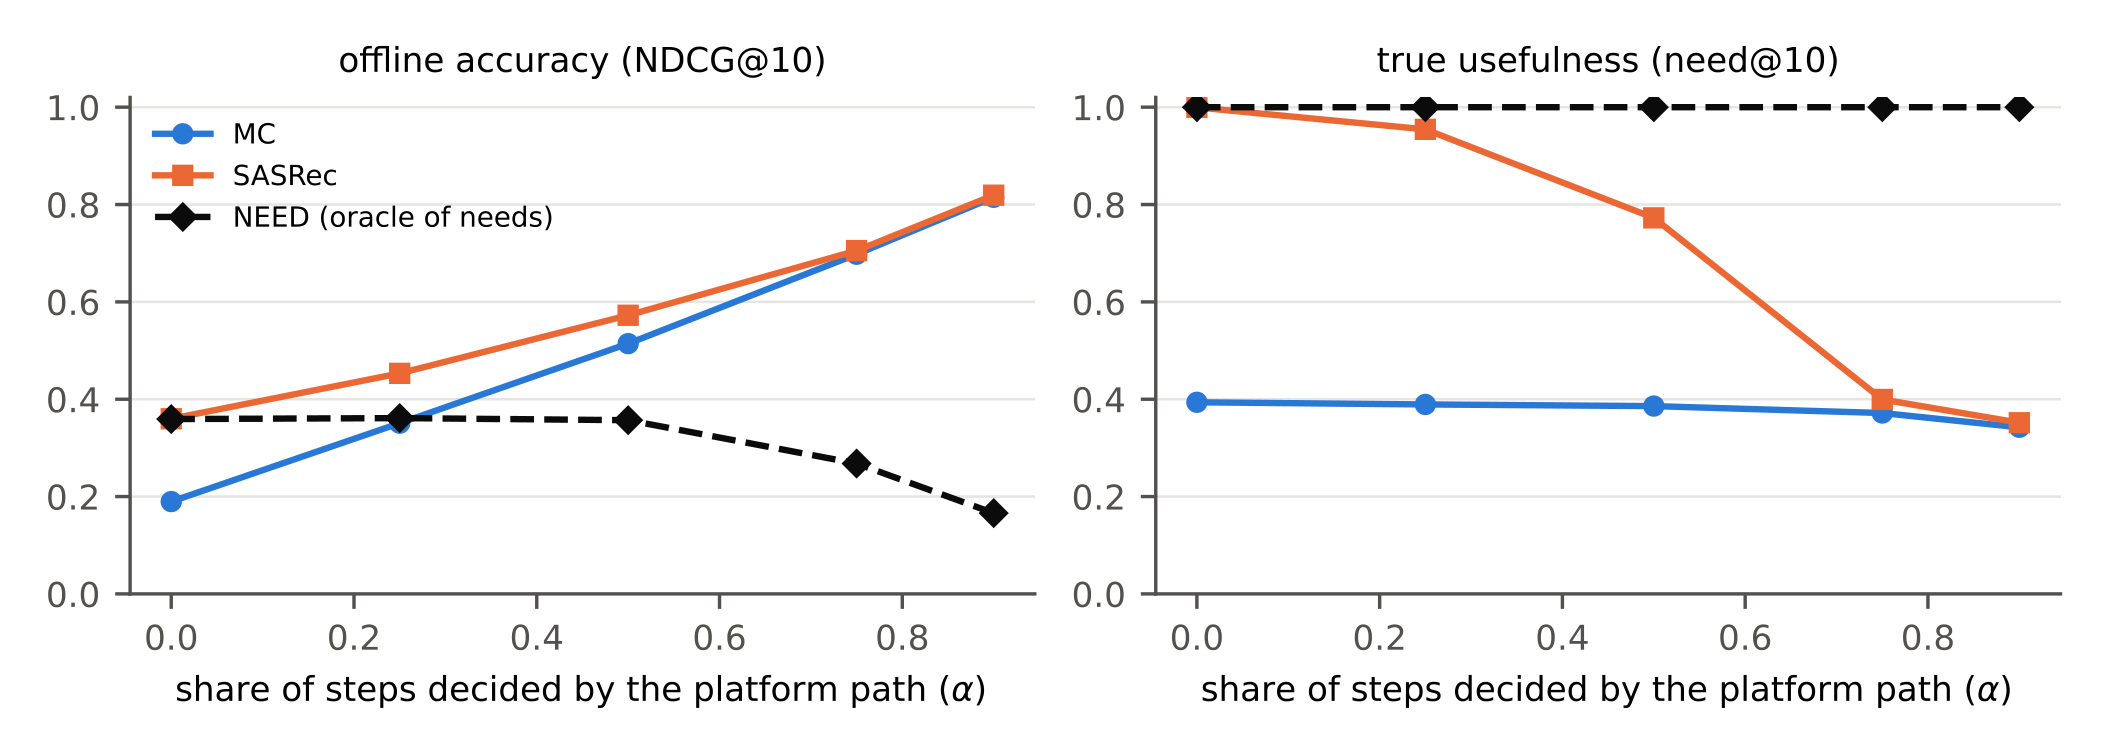 offline accuracy (NDCG@10)
1.0
0.8
0.6
0.4
0.2
0.0
MC
SASRec
NEED (oracle of needs)
0.0 0.2 0.4 0.6 0.8
share of steps decided by the platform path (α)
true usefulness (need@10)
1.0
0.8
0.6
0.4
0.2
0.0
0.0 0.2 0.4 0.6 0.8
share of steps decided by the platform path (α)